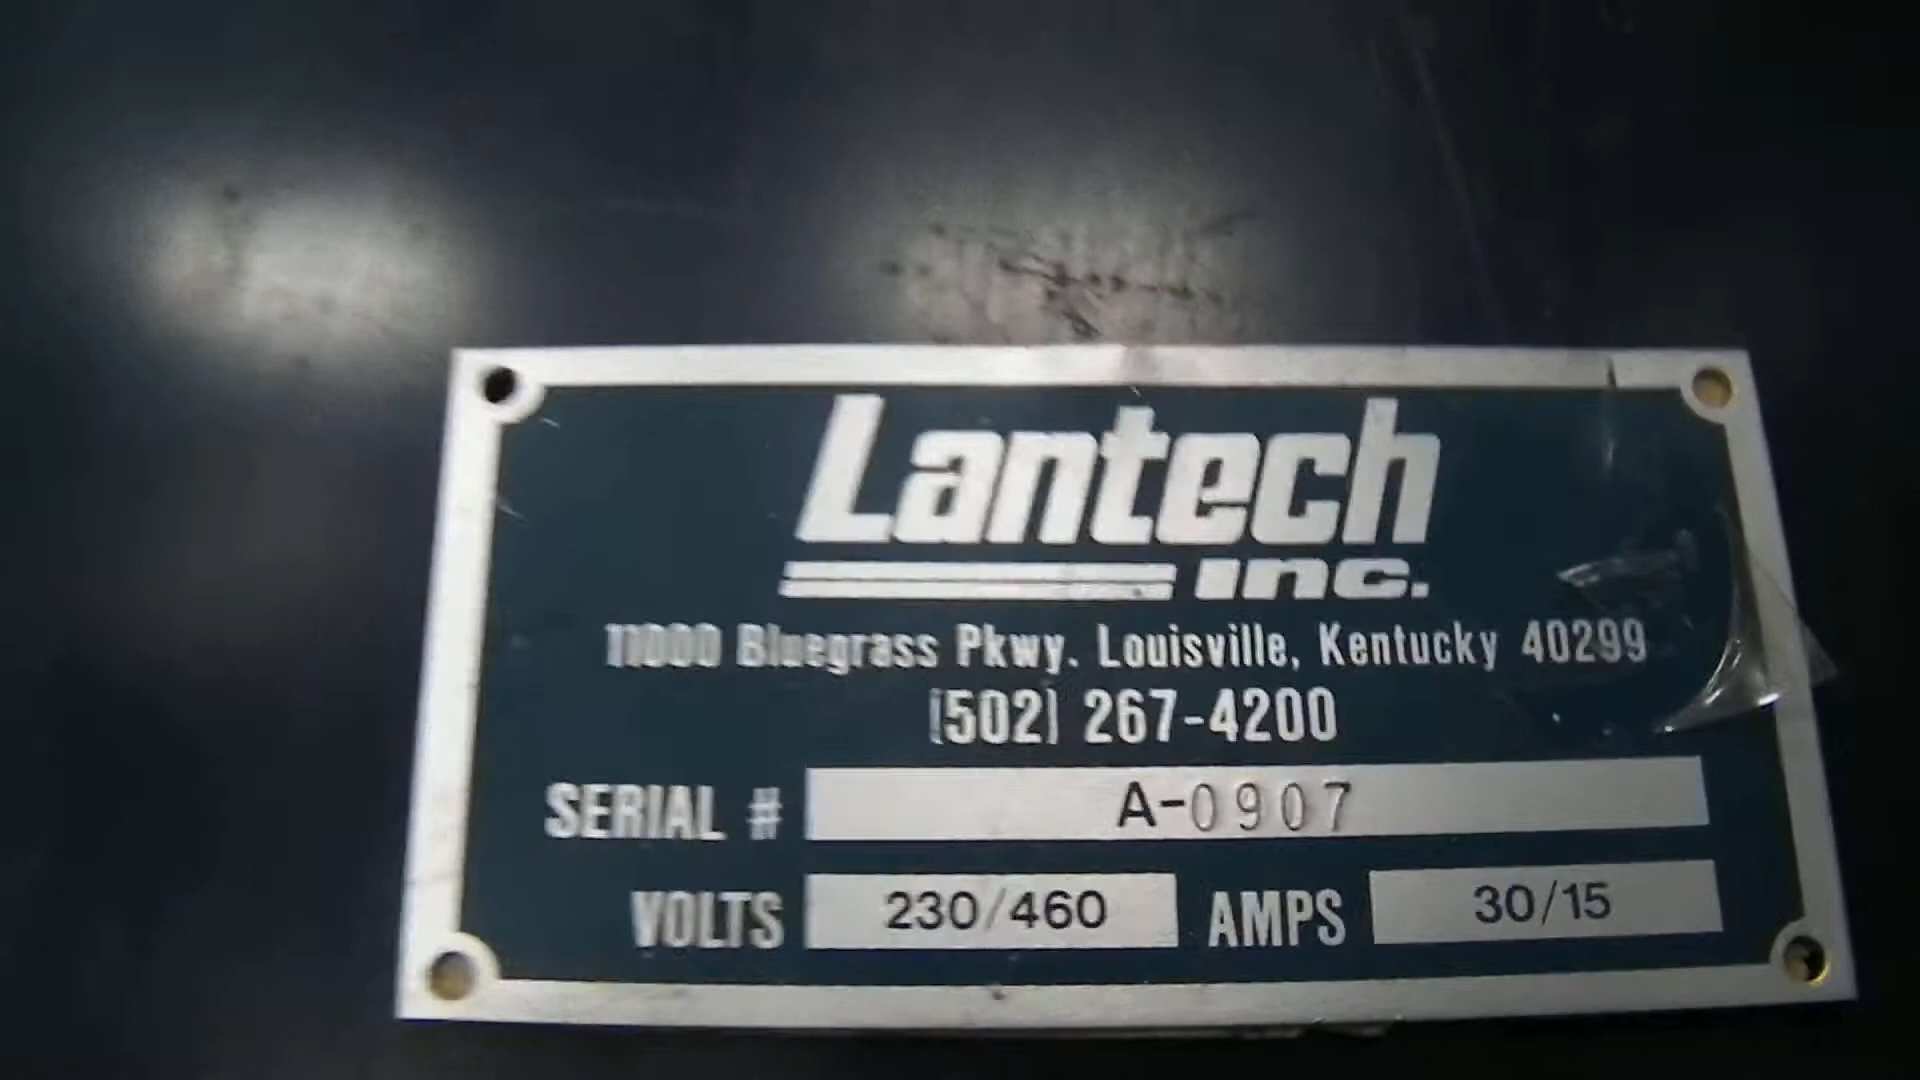 Lantech
inc.
11000 Bluegrass Pkwy. Louisville, Kentucky 40299
(502) 267-4200
SERIAL # A-0907
VOLTS 230/460 AMPS 30/15